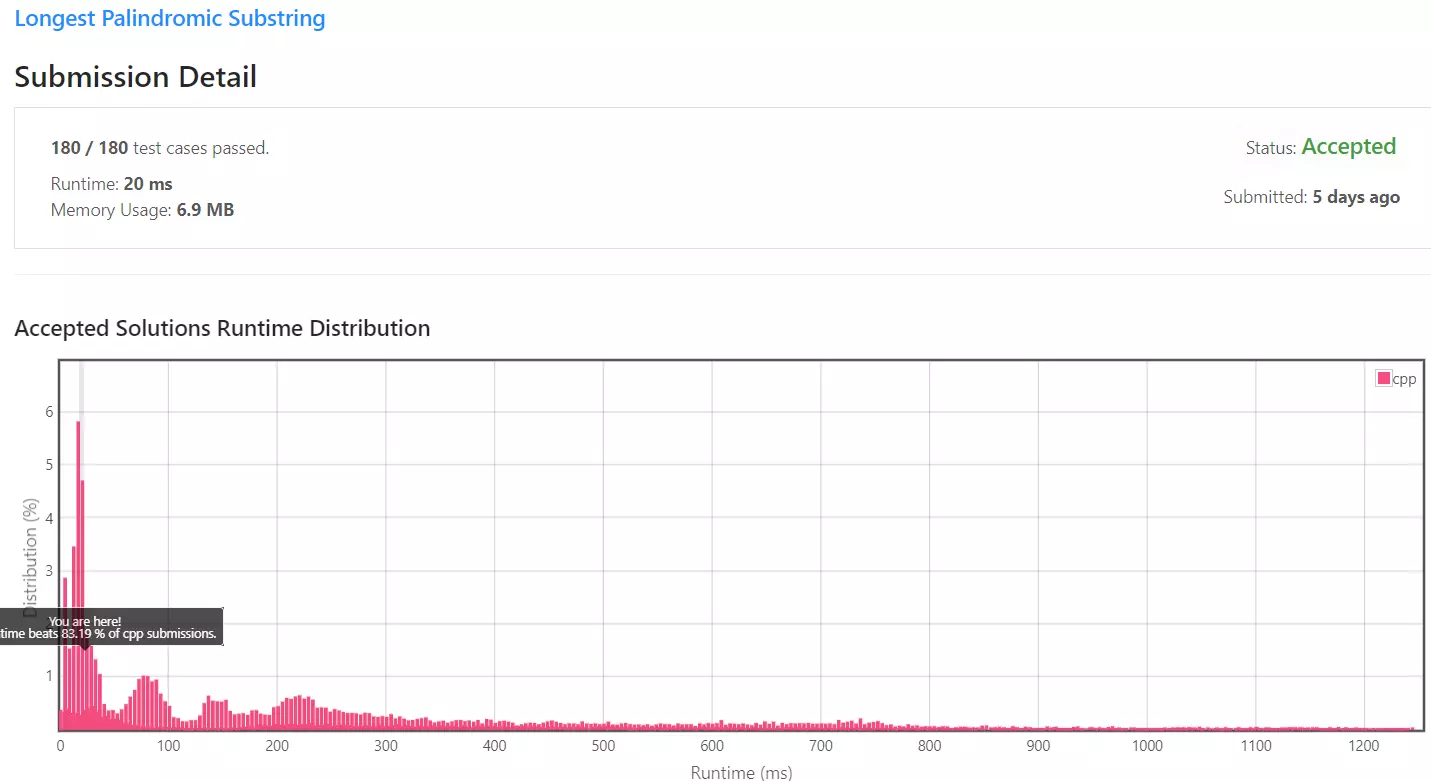 Longest Palindromic Substring
Submission Detail
180 / 180 test cases passed.
Status: Accepted
Runtime: 20 ms
Memory Usage: 6.9 MB
Submitted: 5 days ago
Accepted Solutions Runtime Distribution
cpp
6
5
4
3
2
1
Distribution (%)
You are here!
time beats 83.19 % of cpp submissions.
0 100 200 300 400 500 600 700 800 900 1000 1100 1200
Runtime (ms)